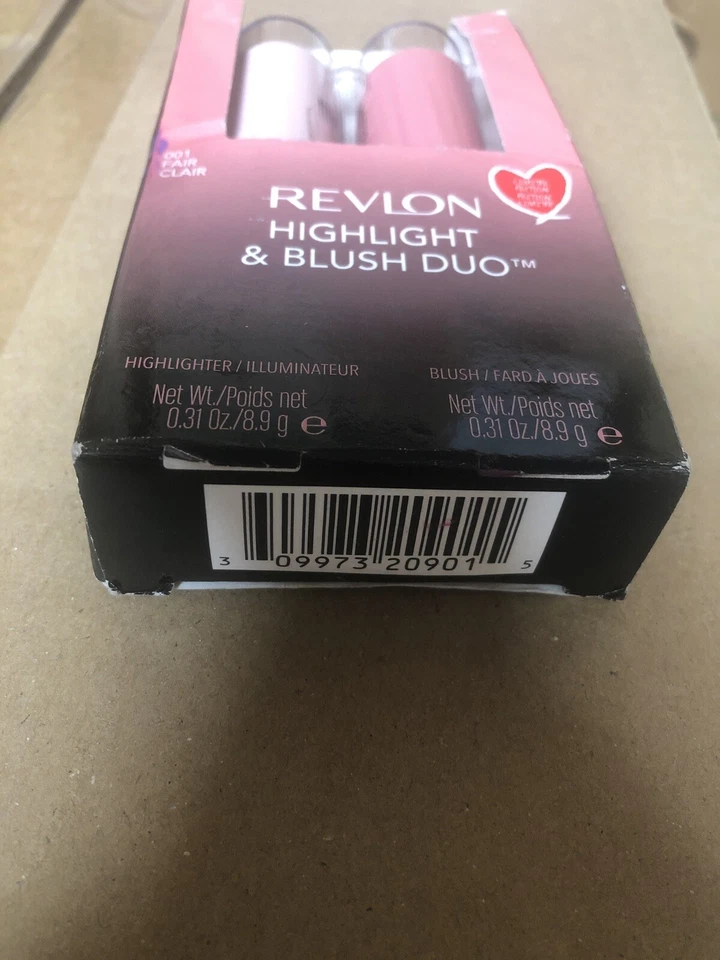 001
FAIR
CLAIR
REVLON
HIGHLIGHT
& BLUSH DUO™
HIGHLIGHTER / ILLUMINATEUR
Net Wt./Poids net
0.31 Oz./8.9 g ℮
BLUSH / FARD À JOUES
Net Wt./Poids net
0.31 Oz./8.9 g ℮
3 09973 20901 5